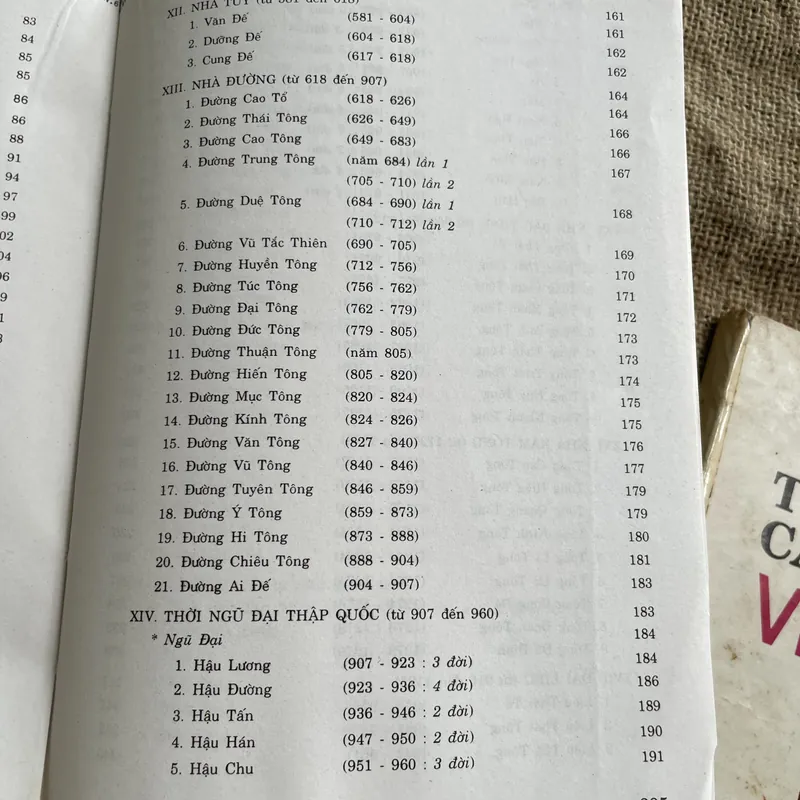 83
84
85
85
86
86
88
91
94
97
99
02
04
96
9
1
3
XII. NHÀ TÙY (từ 581 đến 618)
1. Văn Đế (581 - 604) 161
2. Dưỡng Đế (604 - 618) 161
3. Cung Đế (617 - 618) 162
XIII. NHÀ ĐƯỜNG (từ 618 đến 907) 162
1. Đường Cao Tổ (618 - 626) 164
2. Đường Thái Tông (626 - 649) 164
3. Đường Cao Tông (649 - 683) 166
4. Đường Trung Tông (năm 684) lần 1 166
(705 - 710) lần 2 167
5. Đường Duệ Tông (684 - 690) lần 1
(710 - 712) lần 2 168
6. Đường Vũ Tắc Thiên (690 - 705) 169
7. Đường Huyền Tông (712 - 756) 170
8. Đường Túc Tông (756 - 762) 171
9. Đường Đại Tông (762 - 779) 172
10. Đường Đức Tông (779 - 805) 173
11. Đường Thuận Tông (năm 805) 173
12. Đường Hiến Tông (805 - 820) 174
13. Đường Mục Tông (820 - 824) 175
14. Đường Kính Tông (824 - 826) 175
15. Đường Văn Tông (827 - 840) 176
16. Đường Vũ Tông (840 - 846) 177
17. Đường Tuyên Tông (846 - 859) 179
18. Đường Ý Tông (859 - 873) 179
19. Đường Hi Tông (873 - 888) 180
20. Đường Chiêu Tông (888 - 904) 181
21. Đường Ai Đế (904 - 907) 183
XIV. THỜI NGŨ ĐẠI THẬP QUỐC (từ 907 đến 960) 183
* Ngũ Đại 184
1. Hậu Lương (907 - 923 : 3 đời) 184
2. Hậu Đường (923 - 936 : 4 đời) 186
3. Hậu Tấn (936 - 946 : 2 đời) 189
4. Hậu Hán (947 - 950 : 2 đời) 190
5. Hậu Chu (951 - 960 : 3 đời) 191